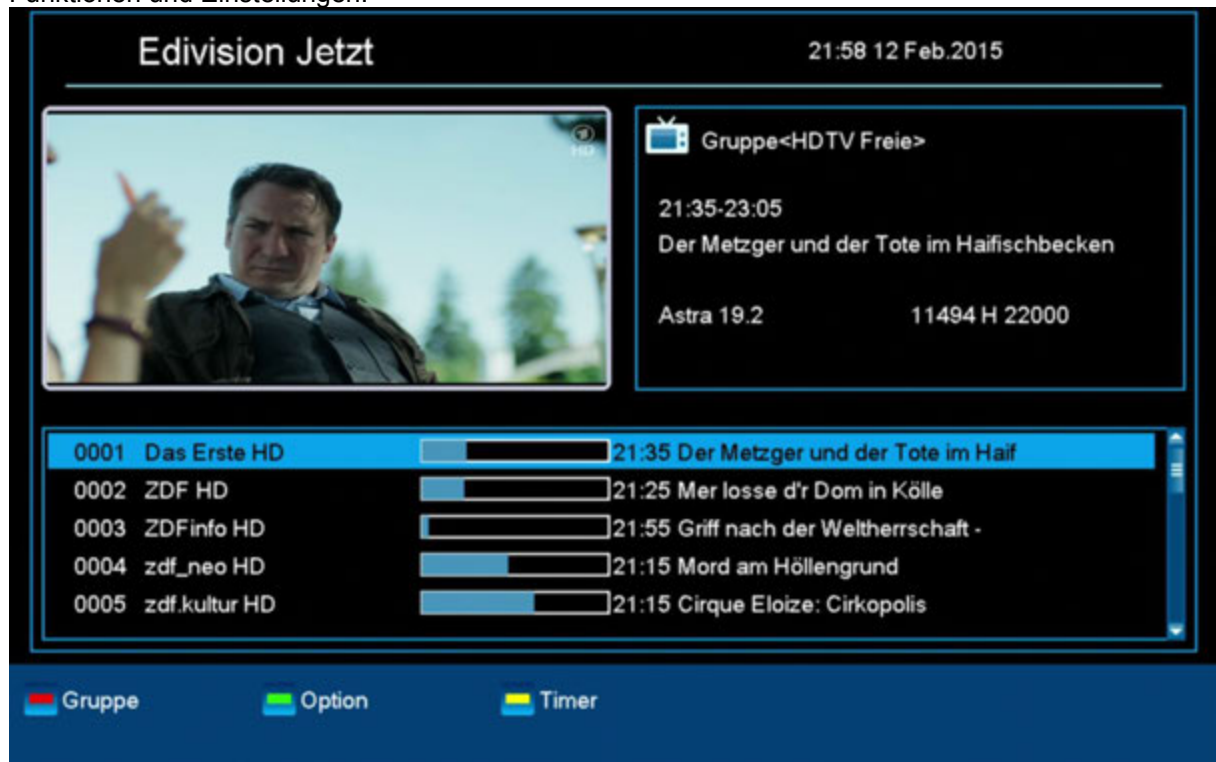 Funktionen und Einstellungen.
Edivision Jetzt
21:58 12 Feb.2015
HD
Gruppe<HDTV Freie>
21:35-23:05
Der Metzger und der Tote im Haifischbecken
Astra 19.2 11494 H 22000
0001 Das Erste HD 21:35 Der Metzger und der Tote im Haif
0002 ZDF HD 21:25 Mer losse d'r Dom in Kölle
0003 ZDFinfo HD 21:55 Griff nach der Weltherrschaft -
0004 zdf_neo HD 21:15 Mord am Höllengrund
0005 zdf.kultur HD 21:15 Cirque Eloize: Cirkopolis
Gruppe Option Timer